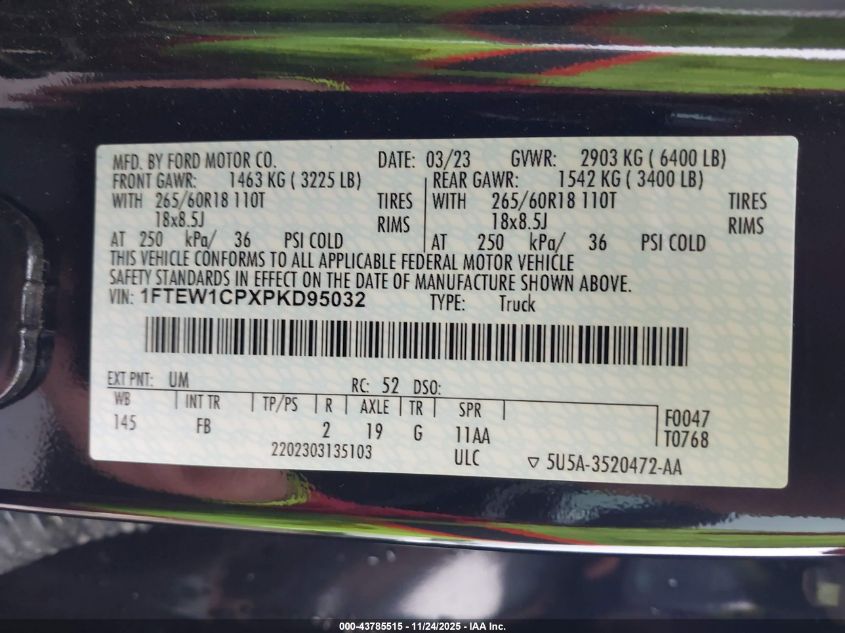 MFD. BY FORD MOTOR CO. DATE: 03/23 GVWR: 2903 KG ( 6400 LB)
FRONT GAWR: 1463 KG ( 3225 LB) REAR GAWR: 1542 KG ( 3400 LB)
WITH 265/60R18 110T TIRES WITH 265/60R18 110T TIRES
18x8.5J RIMS 18x8.5J RIMS
AT 250 kPa/ 36 PSI COLD AT 250 kPa/ 36 PSI COLD
THIS VEHICLE CONFORMS TO ALL APPLICABLE FEDERAL MOTOR VEHICLE
SAFETY STANDARDS IN EFFECT ON THE DATE OF MANUFACTURE SHOWN ABOVE.
VIN: 1FTEW1CPXPKD95032 TYPE: Truck
EXT PNT: UM RC: 52 DSO:
WB INT TR TP/PS R AXLE TR SPR F0047
145 FB 2 19 G 11AA T0768
2202303135103 ULC ▽ 5U5A-3520472-AA
000-43785515 - 11/24/2025 - IAA Inc.